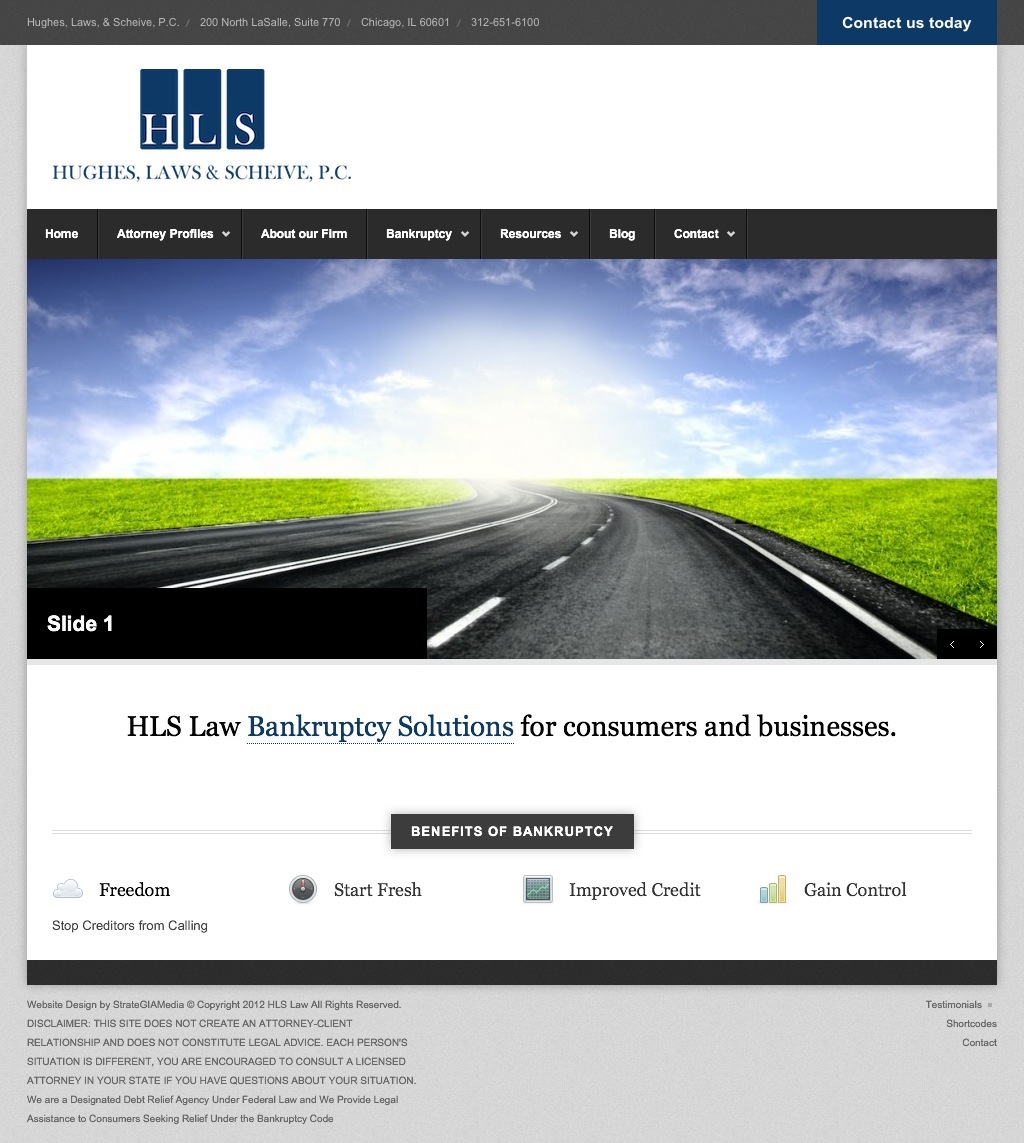 Hughes, Laws, & Scheive, P.C. / 200 North LaSalle, Suite 770 / Chicago, IL 60601 / 312-651-6100
Contact us today
HLS
HUGHES, LAWS & SCHEIVE, P.C.
Home Attorney Profiles About our Firm Bankruptcy Resources Blog Contact
Slide 1
HLS Law Bankruptcy Solutions for consumers and businesses.
BENEFITS OF BANKRUPTCY
Freedom Start Fresh Improved Credit Gain Control
Stop Creditors from Calling
Website Design by StrateGIAMedia © Copyright 2012 HLS Law All Rights Reserved.
DISCLAIMER: THIS SITE DOES NOT CREATE AN ATTORNEY-CLIENT
RELATIONSHIP AND DOES NOT CONSTITUTE LEGAL ADVICE. EACH PERSON'S
SITUATION IS DIFFERENT, YOU ARE ENCOURAGED TO CONSULT A LICENSED
ATTORNEY IN YOUR STATE IF YOU HAVE QUESTIONS ABOUT YOUR SITUATION.
We are a Designated Debt Relief Agency Under Federal Law and We Provide Legal
Assistance to Consumers Seeking Relief Under the Bankruptcy Code
Testimonials
Shortcodes
Contact